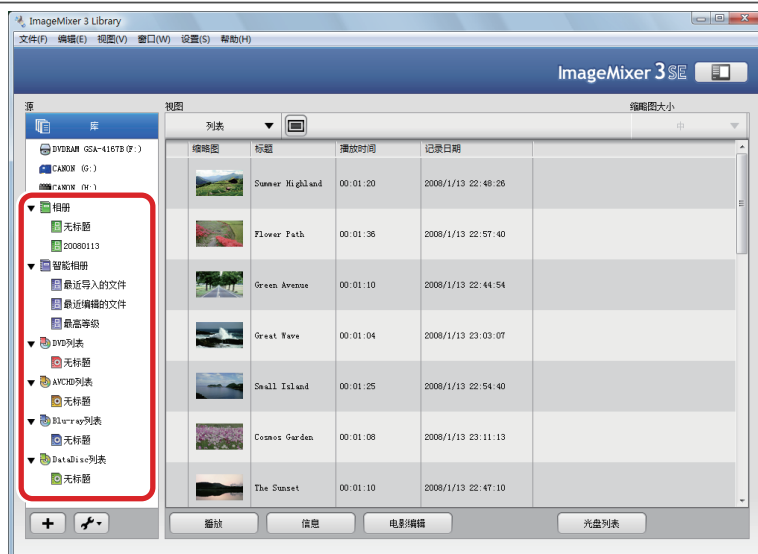 ImageMixer 3 Library
文件(F) 编辑(E) 视图(V) 窗口(W) 设置(S) 帮助(H)
ImageMixer 3 SE
源
视图
缩略图大小
库
列表
中
DVDRAM GSA-4167B(F:)
CANON (G:)
CANON (H:)
相册
无标题
20080113
智能相册
最近导入的文件
最近编辑的文件
最高等级
DVD列表
无标题
AVCHD列表
无标题
Blu-ray列表
无标题
DataDisc列表
无标题
缩略图 标题 播放时间 记录日期
Summer Highland 00:01:20 2008/1/13 22:48:26
Flower Path 00:01:36 2008/1/13 22:57:40
Green Avenue 00:01:10 2008/1/13 22:44:54
Great Wave 00:01:04 2008/1/13 23:03:07
Small Island 00:01:25 2008/1/13 22:54:40
Cosmos Garden 00:01:08 2008/1/13 23:11:13
The Sunset 00:01:10 2008/1/13 22:47:10
播放 信息 电影编辑 光盘列表